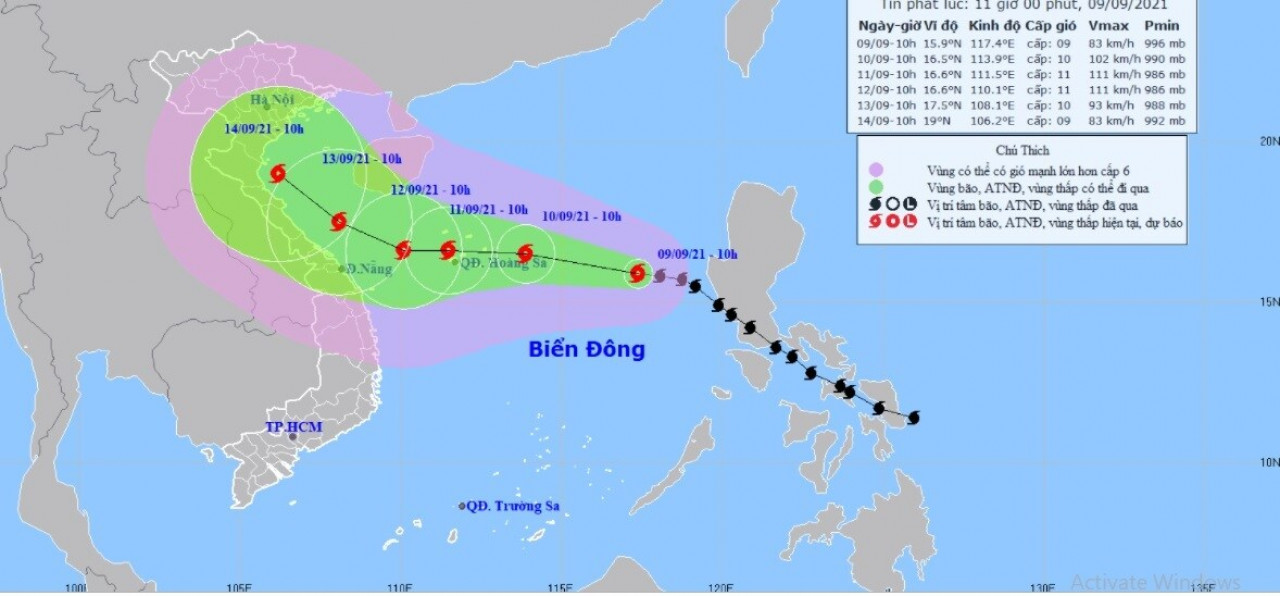 Tin phát lúc: 11 giờ 00 phút, 09/09/2021
Ngày-giờ Vĩ độ Kinh độ Cấp gió Vmax Pmin
09/09-10h 15.9°N 117.4°E cấp: 09 83 km/h 996 mb
10/09-10h 16.5°N 113.9°E cấp: 10 102 km/h 990 mb
11/09-10h 16.6°N 111.5°E cấp: 11 111 km/h 986 mb
12/09-10h 16.6°N 110.1°E cấp: 11 111 km/h 986 mb
13/09-10h 17.5°N 108.1°E cấp: 10 93 km/h 988 mb
14/09-10h 19°N 106.2°E cấp: 09 83 km/h 992 mb
Chú Thích
Vùng có thể có gió mạnh lớn hơn cấp 6
Vùng bão, ATNĐ, vùng thấp có thể đi qua
L Vị trí tâm bão, ATNĐ, vùng thấp đã qua
L Vị trí tâm bão, ATNĐ, vùng thấp hiện tại, dự báo
Hà Nội
14/09/21 - 10h
13/09/21 - 10h
12/09/21 - 10h
11/09/21 - 10h
10/09/21 - 10h
09/09/21 - 10h
20N
QĐ. Hoàng Sa
Đ.Nẵng
15N
Biển Đông
TP.HCM
10N
QĐ. Trường Sa
100E
105E
110E
115E
120E
130E
135E
Activate Windows